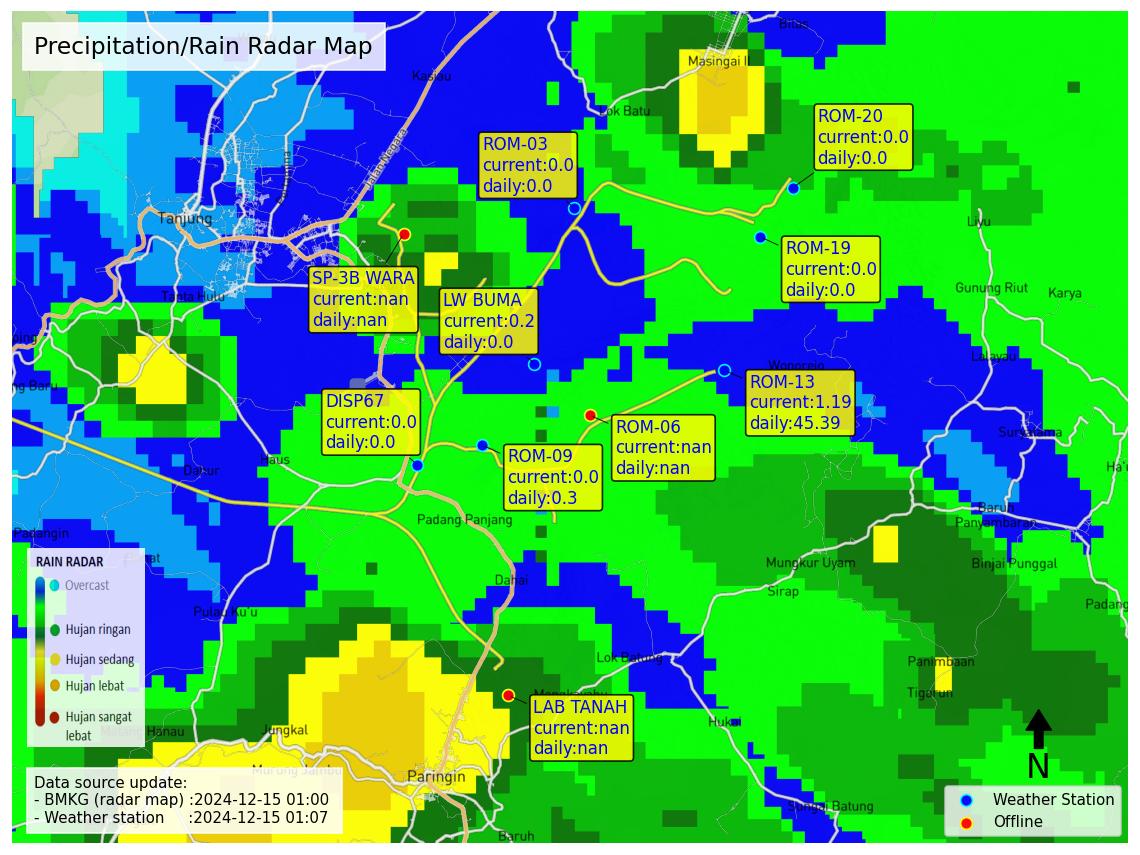 Precipitation/Rain Radar Map
Bilas
Masingai II
Kasiau
Lok Batu
Jalan Negara
ROM-20
current:0.0
daily:0.0
ROM-03
current:0.0
daily:0.0
Tanjung
Liyu
ROM-19
current:0.0
daily:0.0
SP-3B WARA
current:nan
daily:nan
LW BUMA
current:0.2
daily:0.0
Tanta Hulu
Gunung Riut
Karya
Lalayau
ng Baru
ROM-13
current:1.19
daily:45.39
DISP67
current:0.0
daily:0.0
ROM-06
current:nan
daily:nan
ROM-09
current:0.0
daily:0.3
Suryatama
Haus
Dahur
Padang Panjang
Baruh
Panyambaran
Padangin
Mungkur Uyam
Binjai Punggal
Dahai
Sirap
Padang
Pulau Ku'u
RAIN RADAR
Overcast
Hujan ringan
Hujan sedang
Hujan lebat
Hujan sangat
lebat
Lok Batung
Panimbaan
Tigarun
LAB TANAH
current:nan
daily:nan
Hukai
Jungkal
Murung Jambu
Paringin
Sungai Batung
Baruh
Data source update:
- BMKG (radar map) :2024-12-15 01:00
- Weather station :2024-12-15 01:07
N
Weather Station
Offline